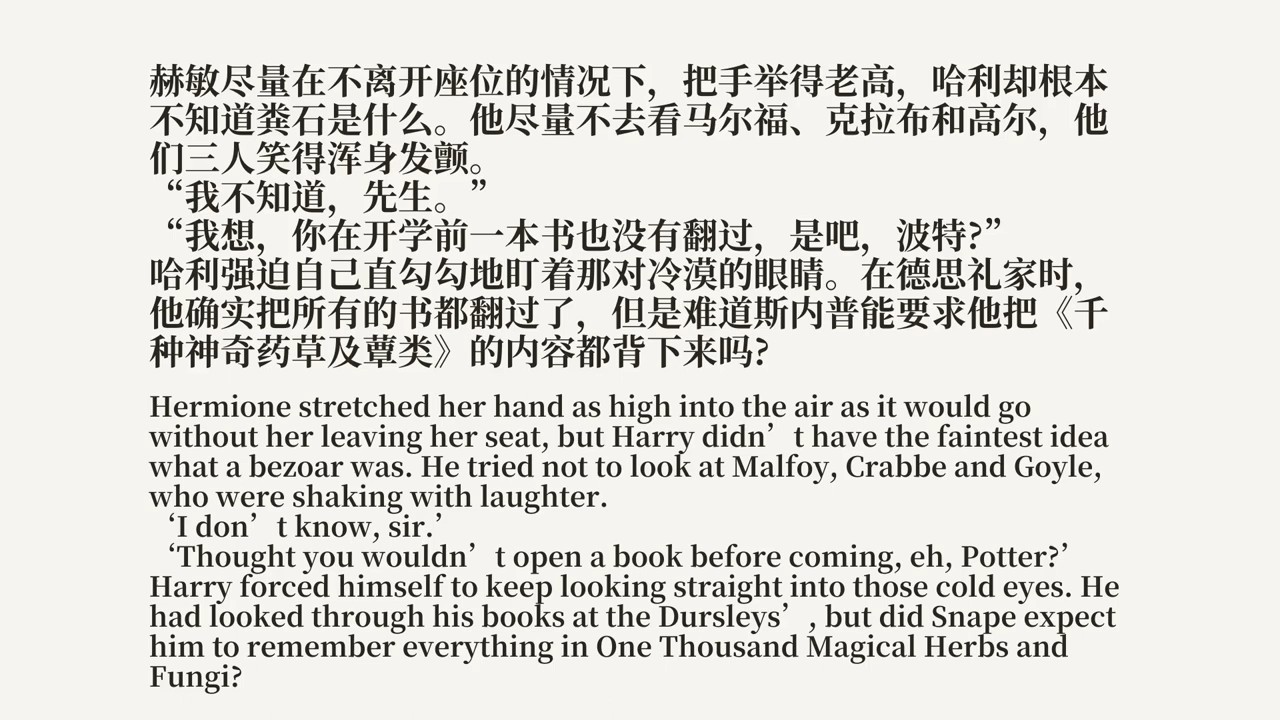 赫敏尽量在不离开座位的情况下，把手举得老高，哈利却根本
不知道粪石是什么。他尽量不去看马尔福、克拉布和高尔，他
们三人笑得浑身发颤。
“我不知道，先生。”
“我想，你在开学前一本书也没有翻过，是吧，波特?”
哈利强迫自己直勾勾地盯着那对冷漠的眼睛。在德思礼家时，
他确实把所有的书都翻过了，但是难道斯内普能要求他把《千
种神奇药草及蕈类》的内容都背下来吗?
Hermione stretched her hand as high into the air as it would go
without her leaving her seat, but Harry didn’t have the faintest idea
what a bezoar was. He tried not to look at Malfoy, Crabbe and Goyle,
who were shaking with laughter.
‘I don’t know, sir.’
‘Thought you wouldn’t open a book before coming, eh, Potter?’
Harry forced himself to keep looking straight into those cold eyes. He
had looked through his books at the Dursleys’, but did Snape expect
him to remember everything in One Thousand Magical Herbs and
Fungi?